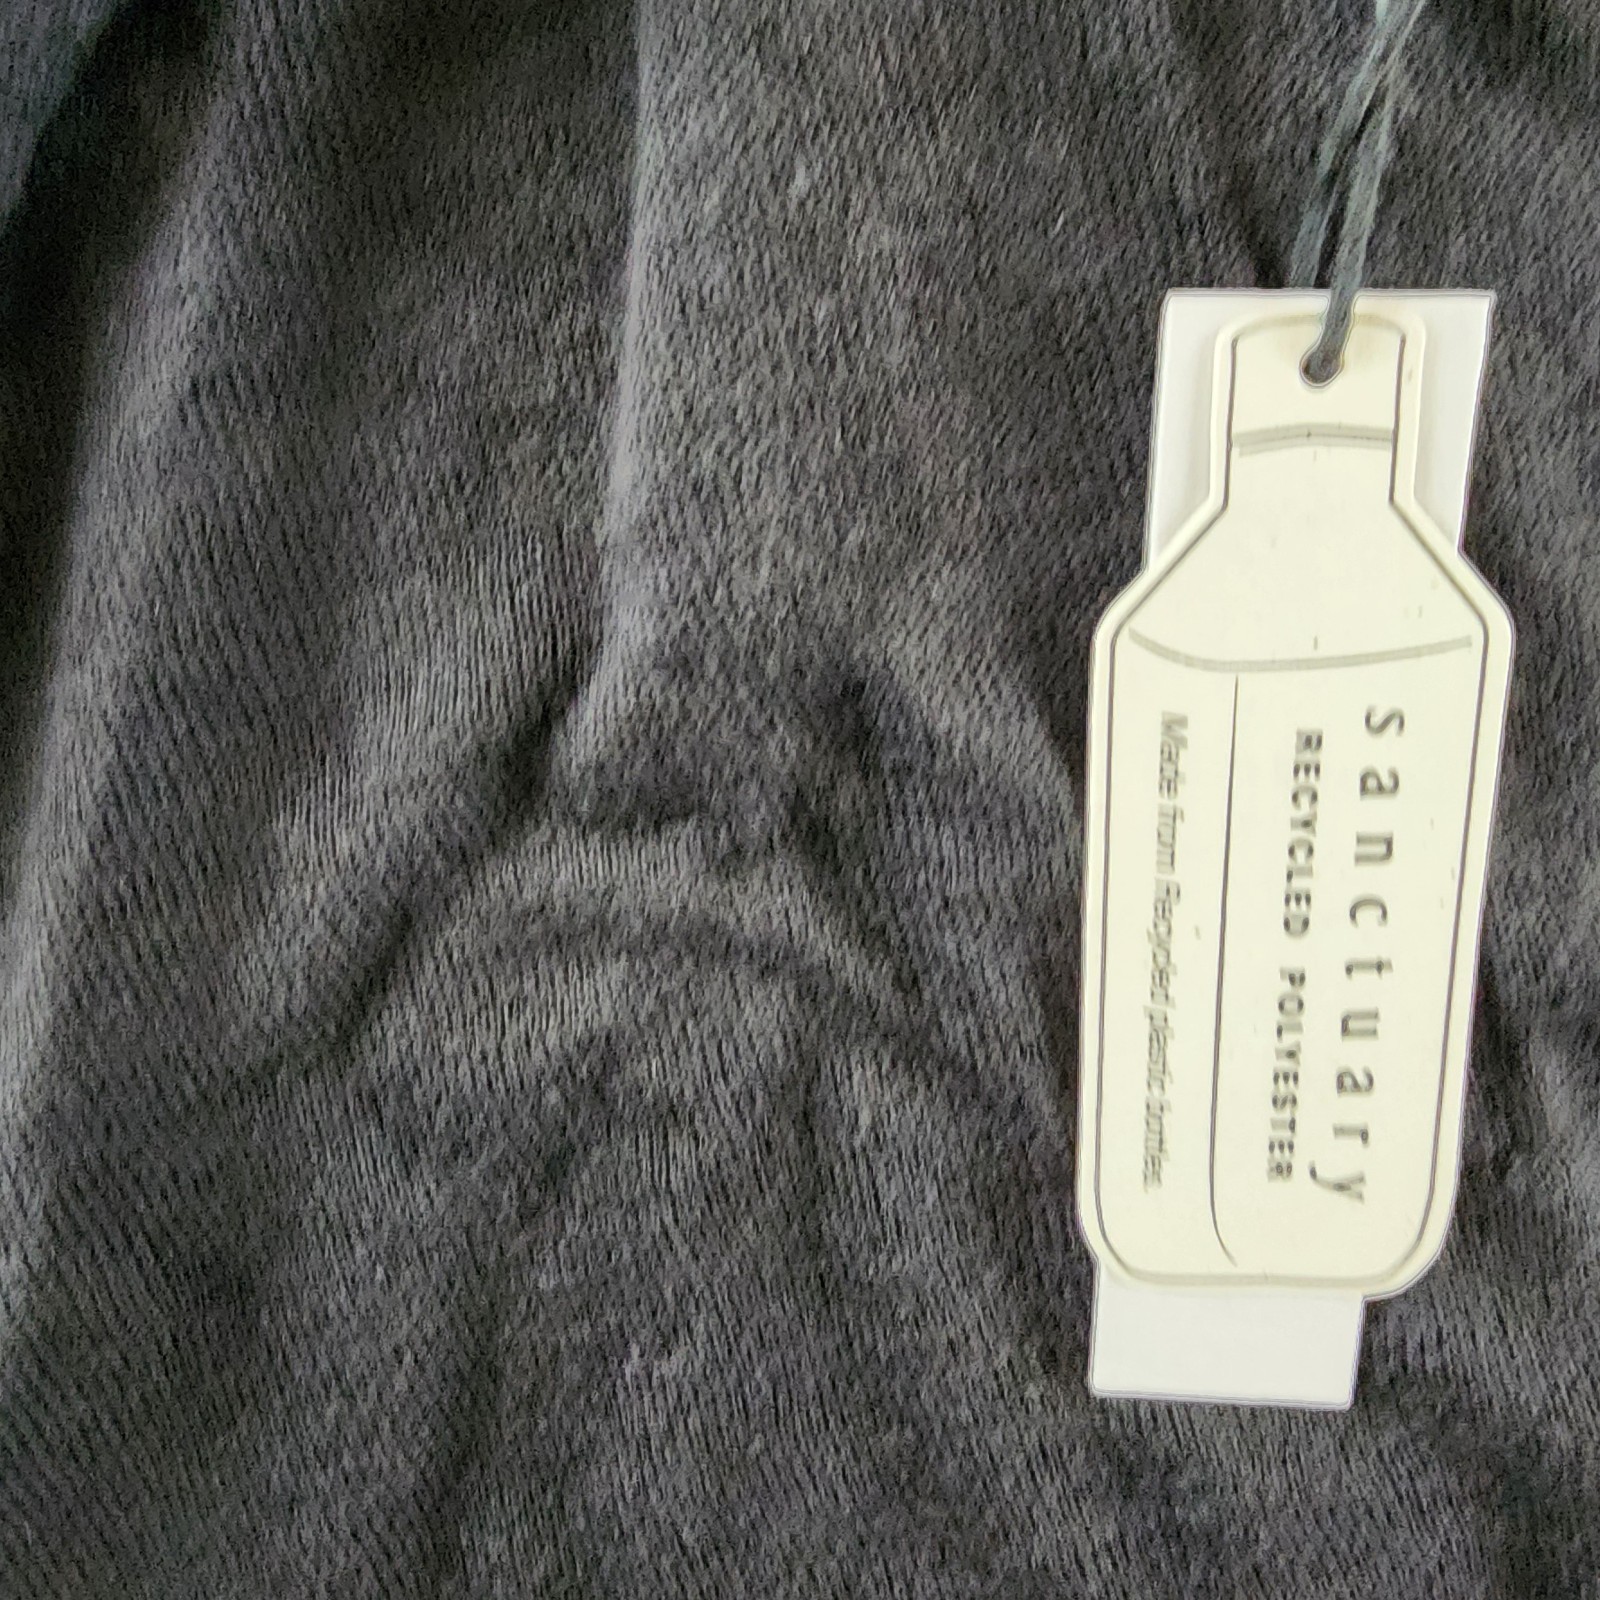 sanctuary
RECYCLED POLYESTER
Made from Recycled plastic bottles.